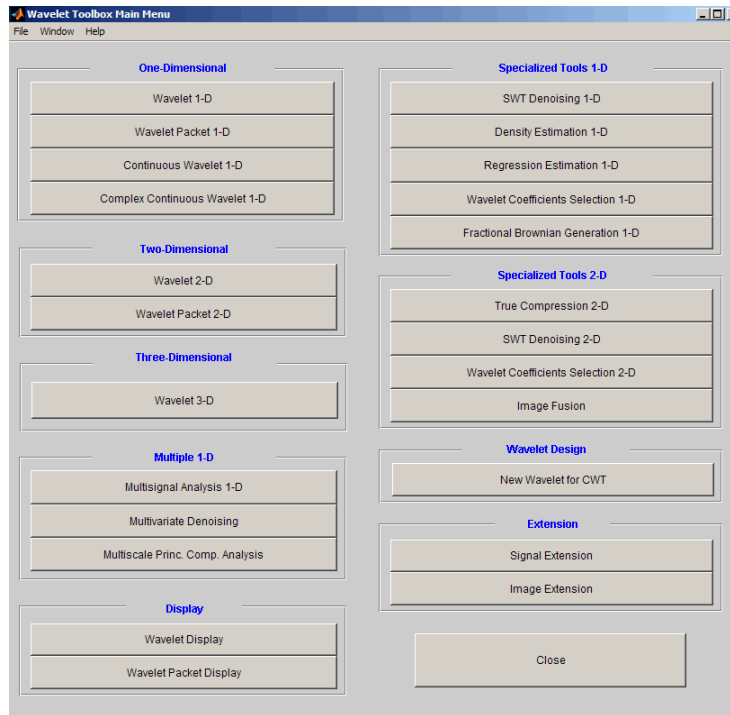 Wavelet Toolbox Main Menu
File Window Help
One-Dimensional
Wavelet 1-D
Wavelet Packet 1-D
Continuous Wavelet 1-D
Complex Continuous Wavelet 1-D
Two-Dimensional
Wavelet 2-D
Wavelet Packet 2-D
Three-Dimensional
Wavelet 3-D
Multiple 1-D
Multisignal Analysis 1-D
Multivariate Denoising
Multiscale Princ. Comp. Analysis
Display
Wavelet Display
Wavelet Packet Display
Specialized Tools 1-D
SWT Denoising 1-D
Density Estimation 1-D
Regression Estimation 1-D
Wavelet Coefficients Selection 1-D
Fractional Brownian Generation 1-D
Specialized Tools 2-D
True Compression 2-D
SWT Denoising 2-D
Wavelet Coefficients Selection 2-D
Image Fusion
Wavelet Design
New Wavelet for CWT
Extension
Signal Extension
Image Extension
Close